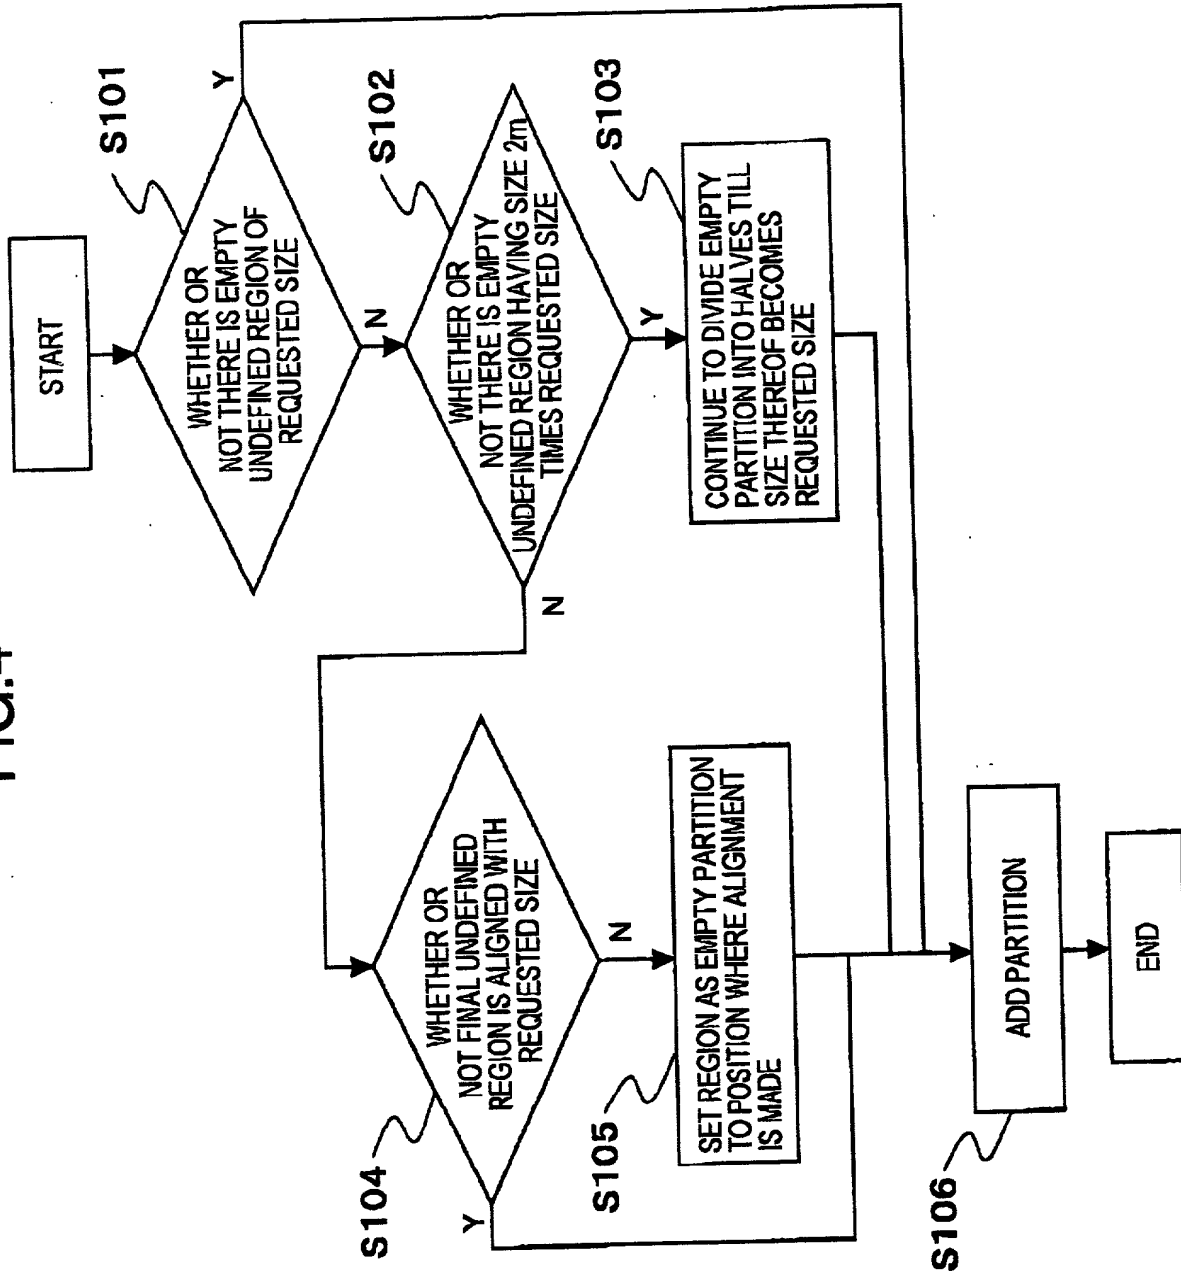 START
S101
WHETHER OR
NOT THERE IS EMPTY
UNDEFINED REGION OF
REQUESTED SIZE
Y
N
S102
WHETHER OR
NOT THERE IS EMPTY
UNDEFINED REGION HAVING SIZE 2m
TIMES REQUESTED SIZE
N
Y
S103
CONTINUE TO DIVIDE EMPTY
PARTITION INTO HALVES TILL
SIZE THEREOF BECOMES
REQUESTED SIZE
S104
WHETHER OR
NOT FINAL UNDEFINED
REGION IS ALIGNED WITH
REQUESTED SIZE
Y
N
S105
SET REGION AS EMPTY PARTITION
TO POSITION WHERE ALIGNMENT
IS MADE
S106
ADD PARTITION
END